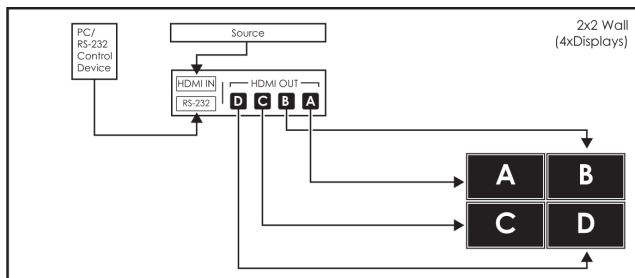 PC/
RS-232
Control
Device
Source
2x2 Wall
(4xDisplays)
HDMI IN
HDMI OUT
RS-232
D C B A
A B
C D